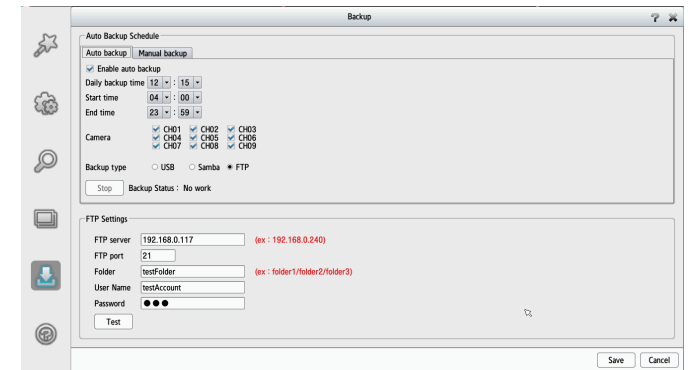 Backup
Auto Backup Schedule
Auto backup Manual backup
Enable auto backup
Daily backup time 12 : 15
Start time 04 : 00
End time 23 : 59
Camera CH01 CH02 CH03
CH04 CH05 CH06
CH07 CH08 CH09
Backup type USB Samba FTP
Stop Backup Status : No work
FTP Settings
FTP server 192.168.0.117 (ex : 192.168.0.240)
FTP port 21
Folder testFolder (ex : folder1/folder2/folder3)
User Name testAccount
Password ●●●
Test
Save Cancel